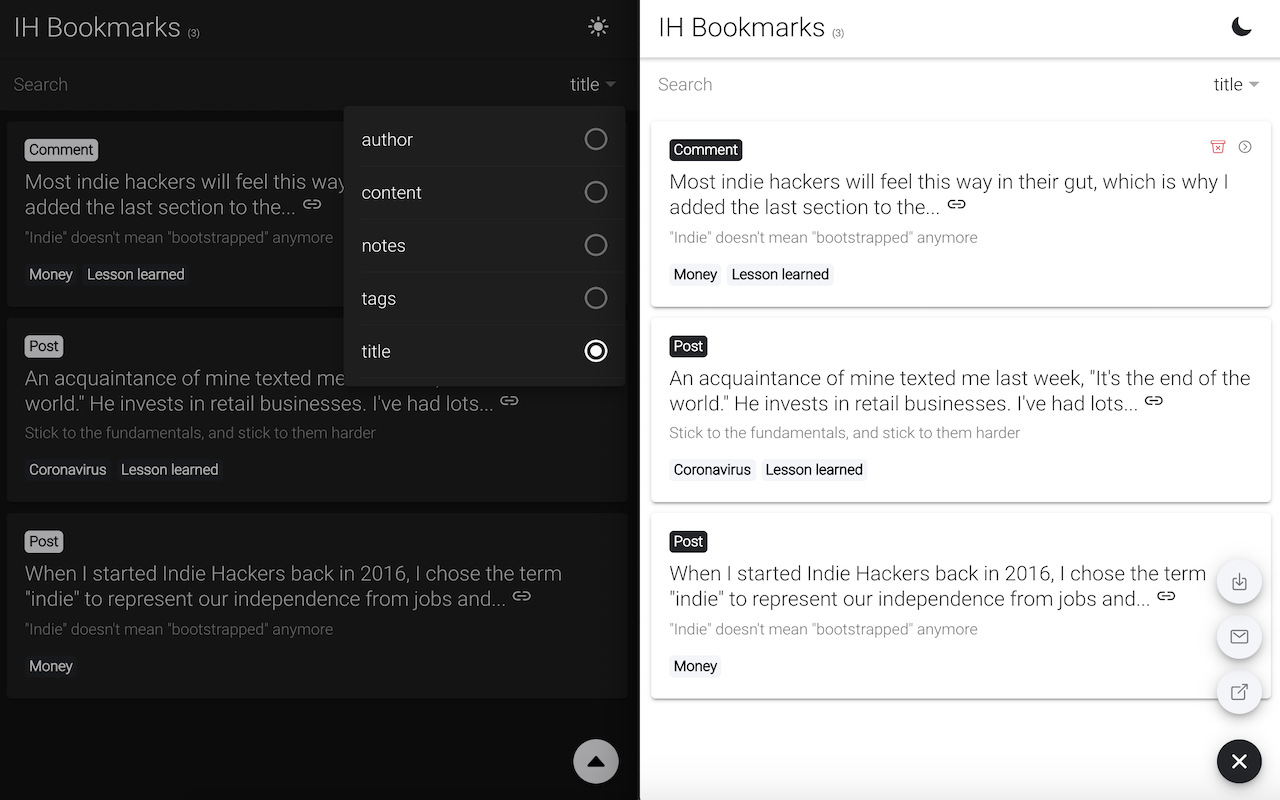 IH Bookmarks (3)
Search
title
author
content
notes
tags
title
Comment
Most indie hackers will feel this way
added the last section to the...
"Indie" doesn't mean "bootstrapped" anymore
Money Lesson learned
Post
An acquaintance of mine texted me
world." He invests in retail businesses. I've had lots...
Stick to the fundamentals, and stick to them harder
Coronavirus Lesson learned
Post
When I started Indie Hackers back in 2016, I chose the term
"indie" to represent our independence from jobs and...
"Indie" doesn't mean "bootstrapped" anymore
Money
IH Bookmarks (3)
Search
title
Comment
Most indie hackers will feel this way in their gut, which is why I
added the last section to the...
"Indie" doesn't mean "bootstrapped" anymore
Money Lesson learned
Post
An acquaintance of mine texted me last week, "It's the end of the
world." He invests in retail businesses. I've had lots...
Stick to the fundamentals, and stick to them harder
Coronavirus Lesson learned
Post
When I started Indie Hackers back in 2016, I chose the term
"indie" to represent our independence from jobs and...
"Indie" doesn't mean "bootstrapped" anymore
Money